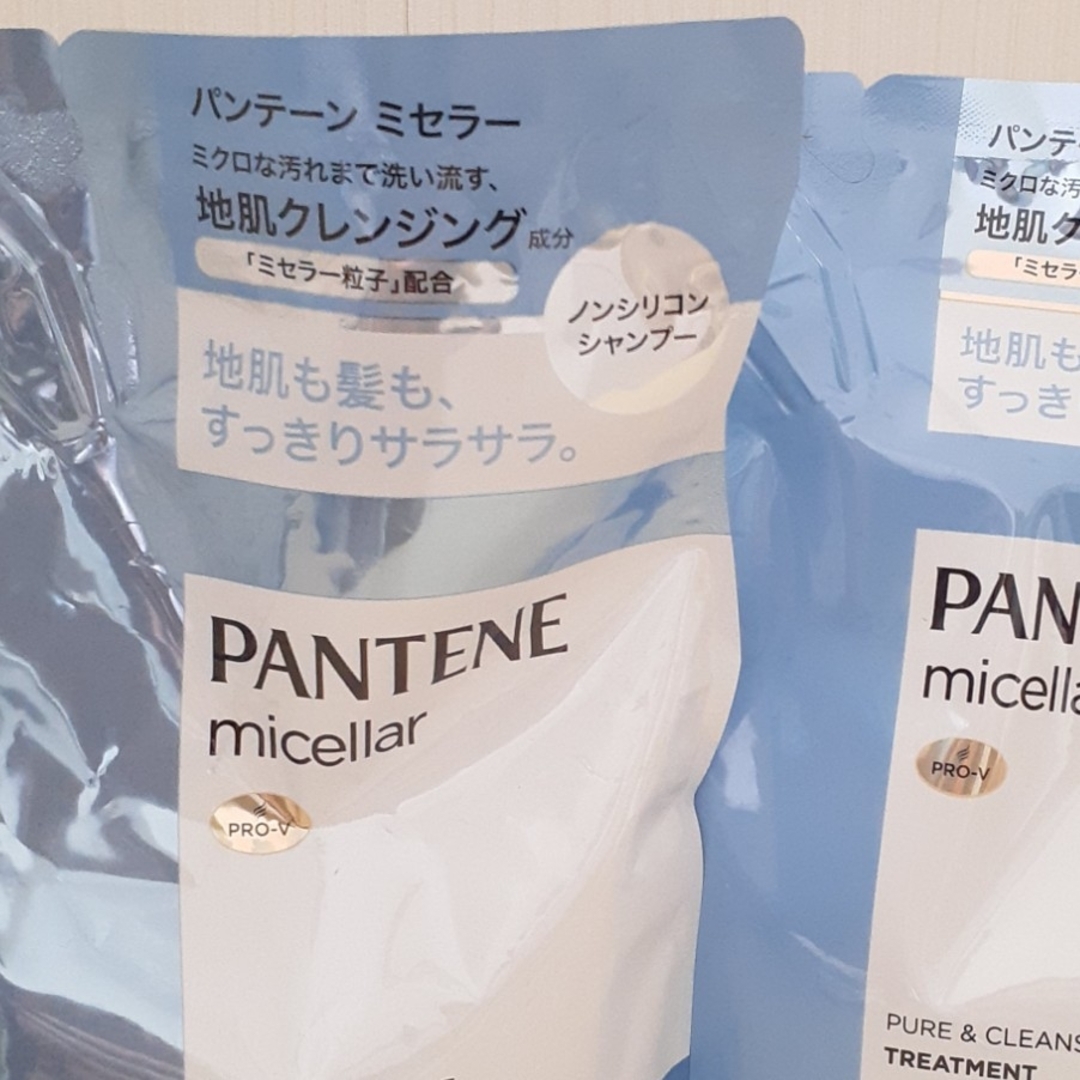 パンテーン ミセラー
ミクロな汚れまで洗い流す、
地肌クレンジング成分
「ミセラー粒子」配合
ノンシリコン
シャンプー
地肌も髪も、
すっきりサラサラ。
PANTENE
micellar
PRO-V
パンテ
ミクロな汚
地肌ク
「ミセラ
地肌も
すっき
PAN
micella
PRO-V
PURE & CLEANS
TREATMENT